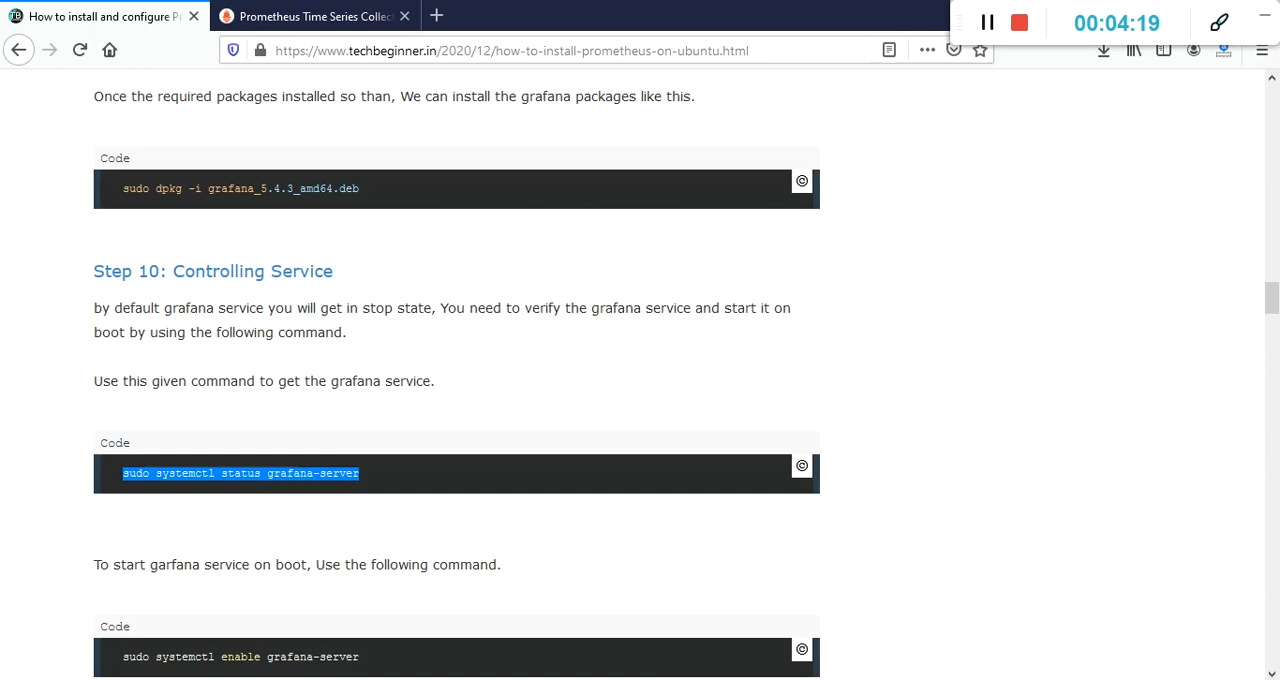 How to install and configure Pr
Prometheus Time Series Collec
00:04:19
https://www.techbeginner.in/2020/12/how-to-install-prometheus-on-ubuntu.html
Once the required packages installed so than, We can install the grafana packages like this.
Code
sudo dpkg -i grafana_5.4.3_amd64.deb
Step 10: Controlling Service
by default grafana service you will get in stop state, You need to verify the grafana service and start it on
boot by using the following command.
Use this given command to get the grafana service.
Code
sudo systemctl status grafana-server
To start garfana service on boot, Use the following command.
Code
sudo systemctl enable grafana-server